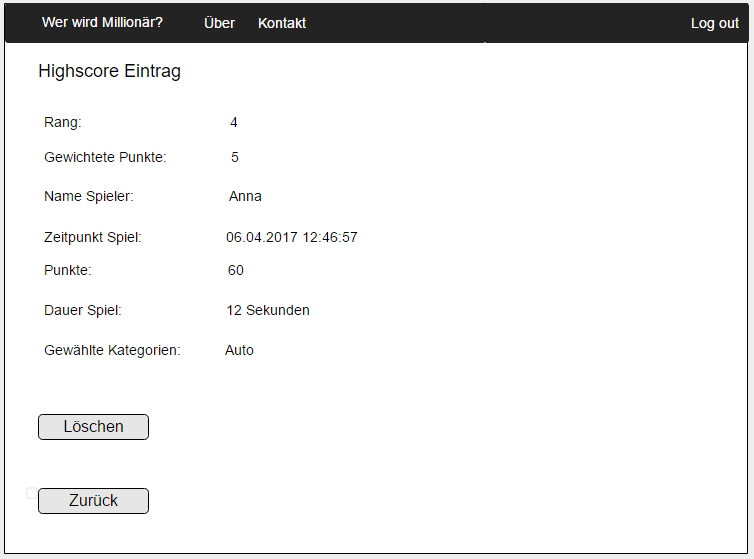 Wer wird Millionär? Über Kontakt Log out
Highscore Eintrag
Rang: 4
Gewichtete Punkte: 5
Name Spieler: Anna
Zeitpunkt Spiel: 06.04.2017 12:46:57
Punkte: 60
Dauer Spiel: 12 Sekunden
Gewählte Kategorien: Auto
Löschen
Zurück